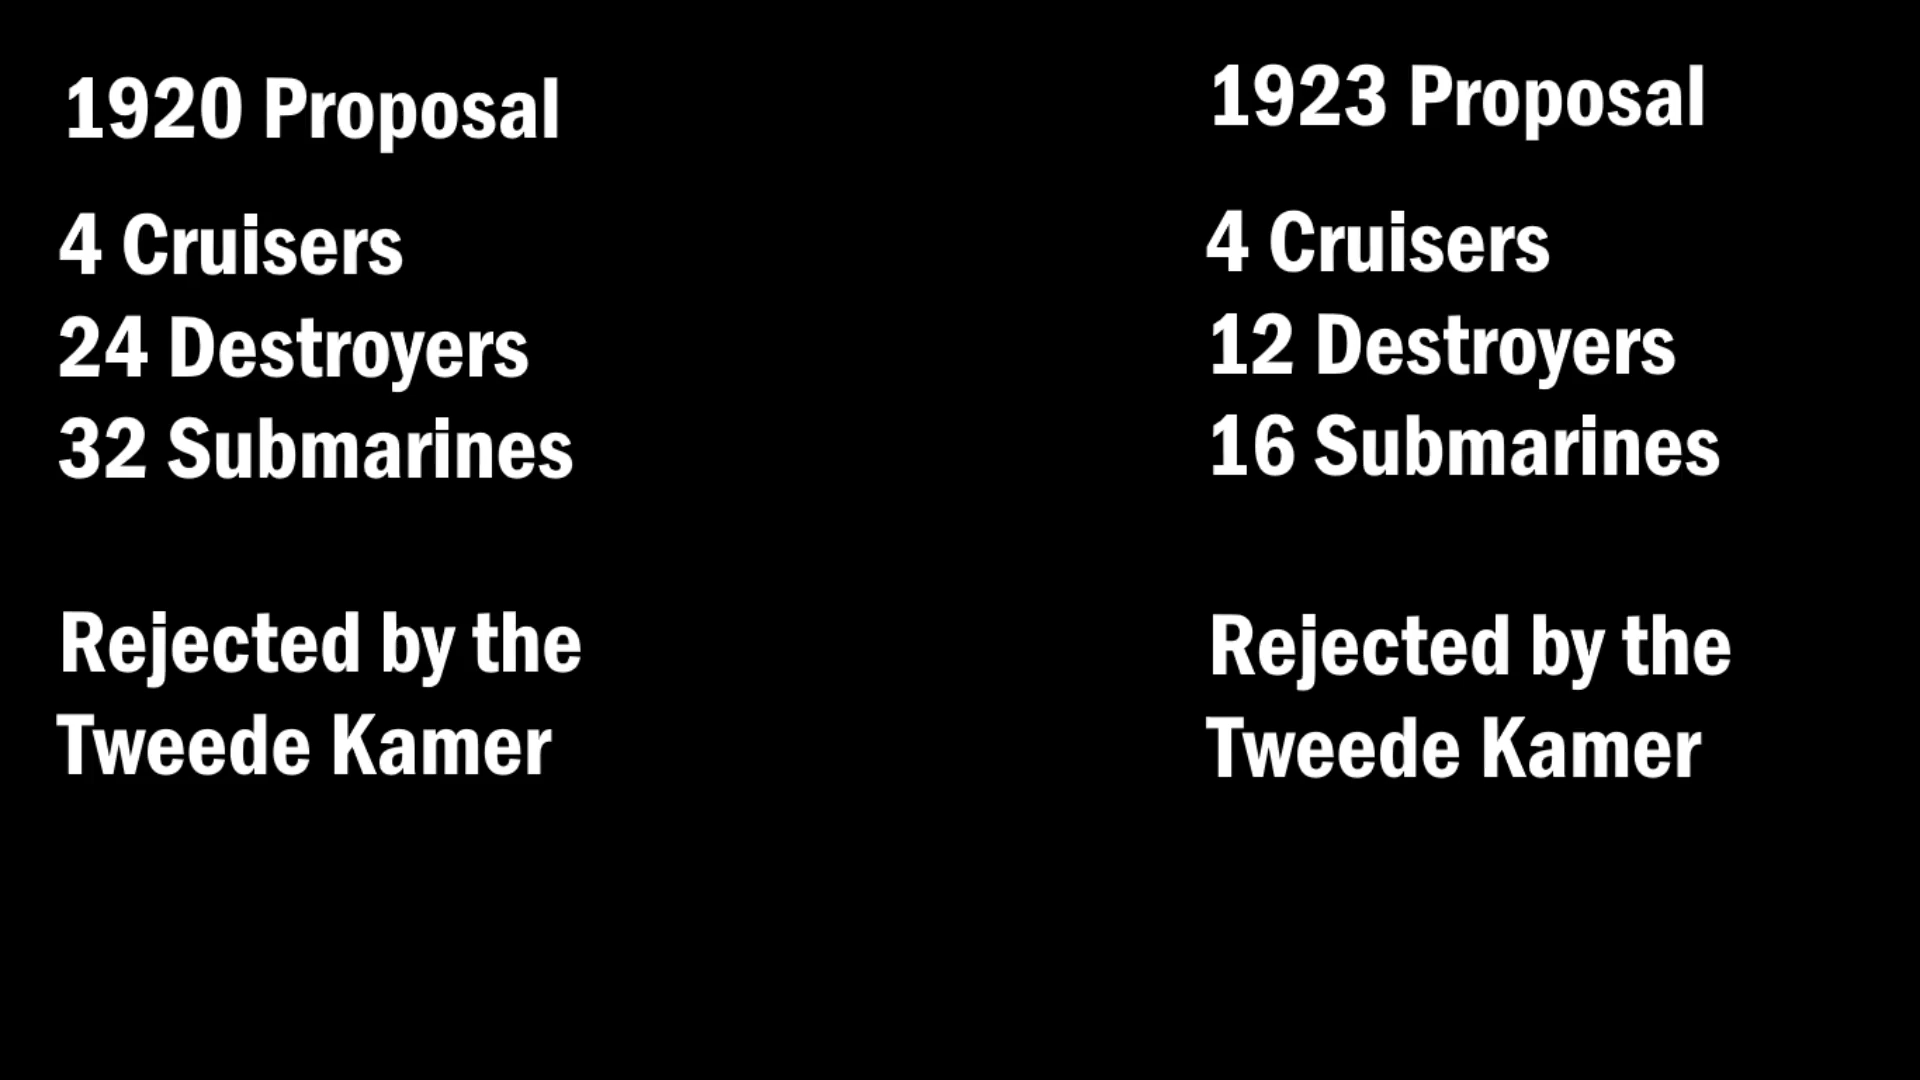 1920 Proposal
4 Cruisers
24 Destroyers
32 Submarines
Rejected by the
Tweede Kamer
1923 Proposal
4 Cruisers
12 Destroyers
16 Submarines
Rejected by the
Tweede Kamer